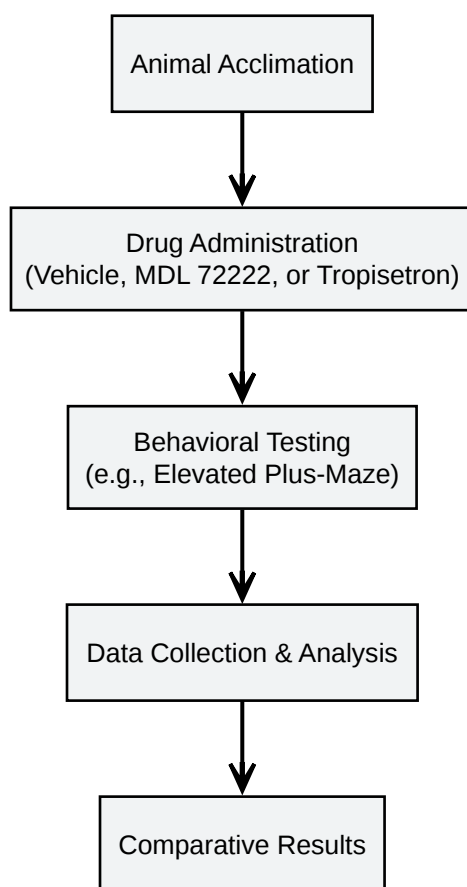 Animal Acclimation
Drug Administration
(Vehicle, MDL 72222, or Tropisetron)
Behavioral Testing
(e.g., Elevated Plus-Maze)
Data Collection & Analysis
Comparative Results